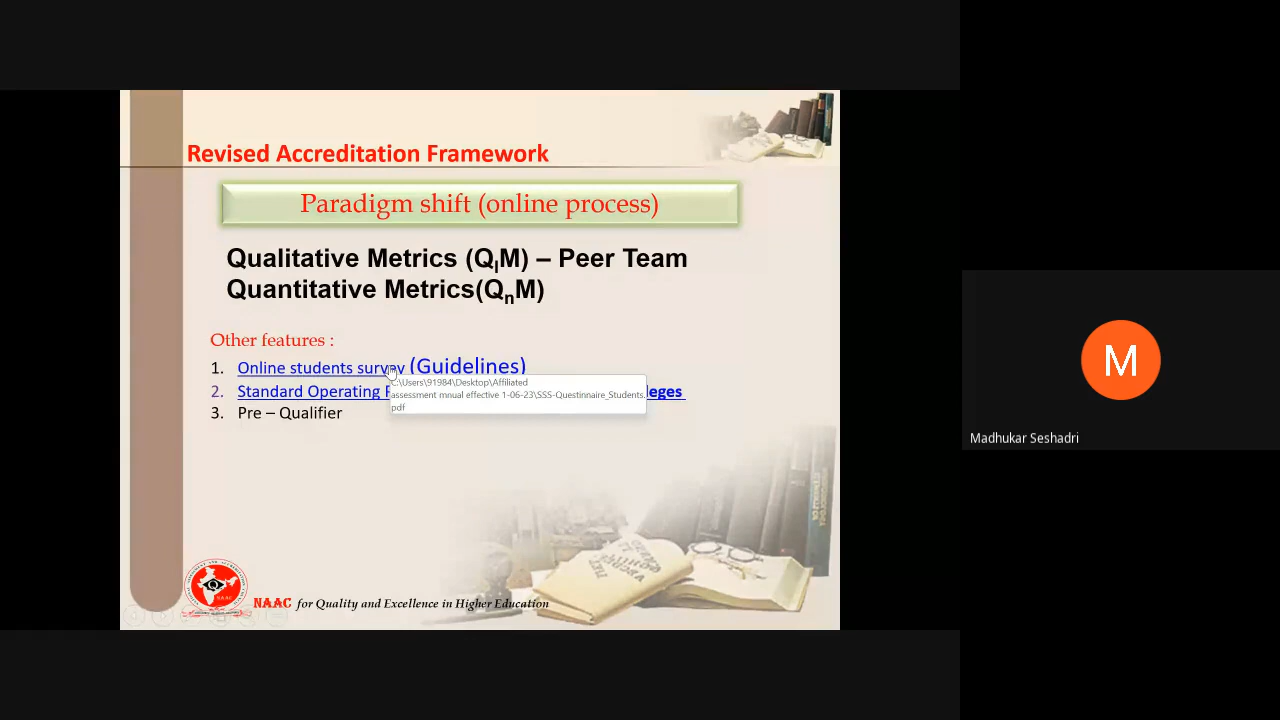 Revised Accreditation Framework
Paradigm shift (online process)
Qualitative Metrics (QlM) – Peer Team
Quantitative Metrics(QnM)
Other features :
1. Online students survey (Guidelines)
C:\Users\91984\Desktop\Affiliated
2. Standard Operating leges
assessment mnual effective 1-06-23\SSS-Questinnaire_Students.
pdf
3. Pre – Qualifier
M
Madhukar Seshadri
NAAC
NAAC for Quality and Excellence in Higher Education